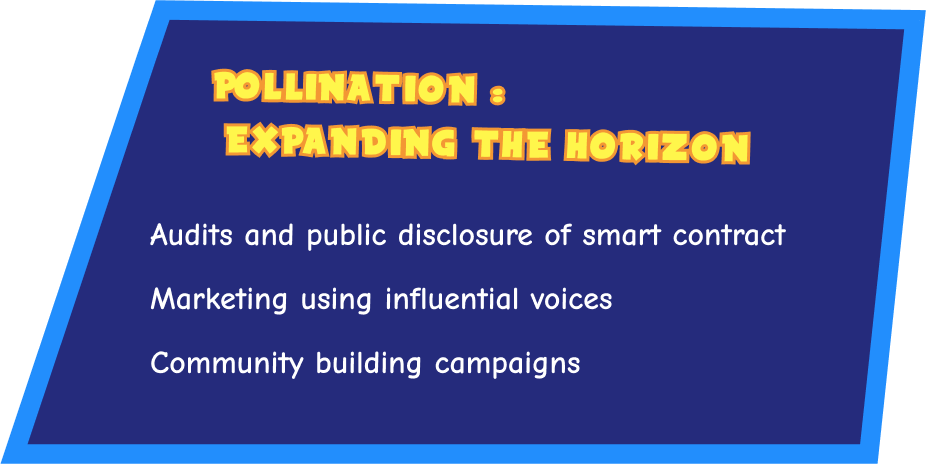 POLLINATION :
EXPANDING THE HORIZON
Audits and public disclosure of smart contract
Marketing using influential voices
Community building campaigns